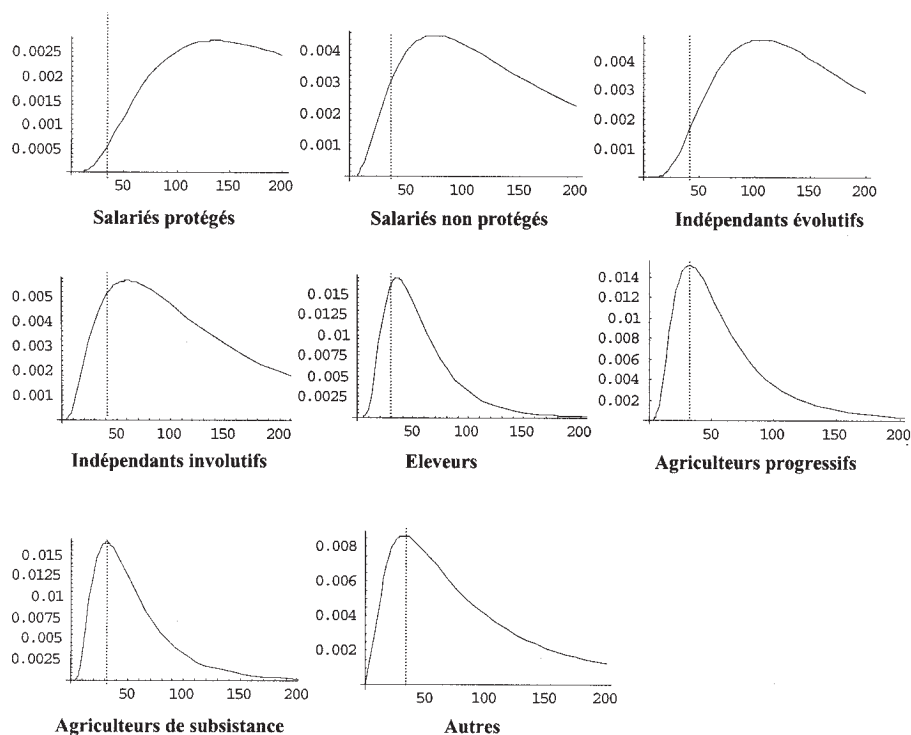 0.0025
0.002
0.0015
0.001
0.0005
50 100 150 200
Salariés protégés
0.004
0.003
0.002
0.001
50 100 150 200
Salariés non protégés
0.004
0.003
0.002
0.001
50 100 150 200
Indépendants évolutifs
0.005
0.004
0.003
0.002
0.001
50 100 150 200
Indépendants involutifs
0.015
0.0125
0.01
0.0075
0.005
0.0025
50 100 150 200
Eleveurs
0.014
0.012
0.01
0.008
0.006
0.004
0.002
50 100 150 200
Agriculteurs progressifs
0.015
0.0125
0.01
0.0075
0.005
0.0025
50 100 150 200
Agriculteurs de subsistance
0.008
0.006
0.004
0.002
50 100 150 200
Autres